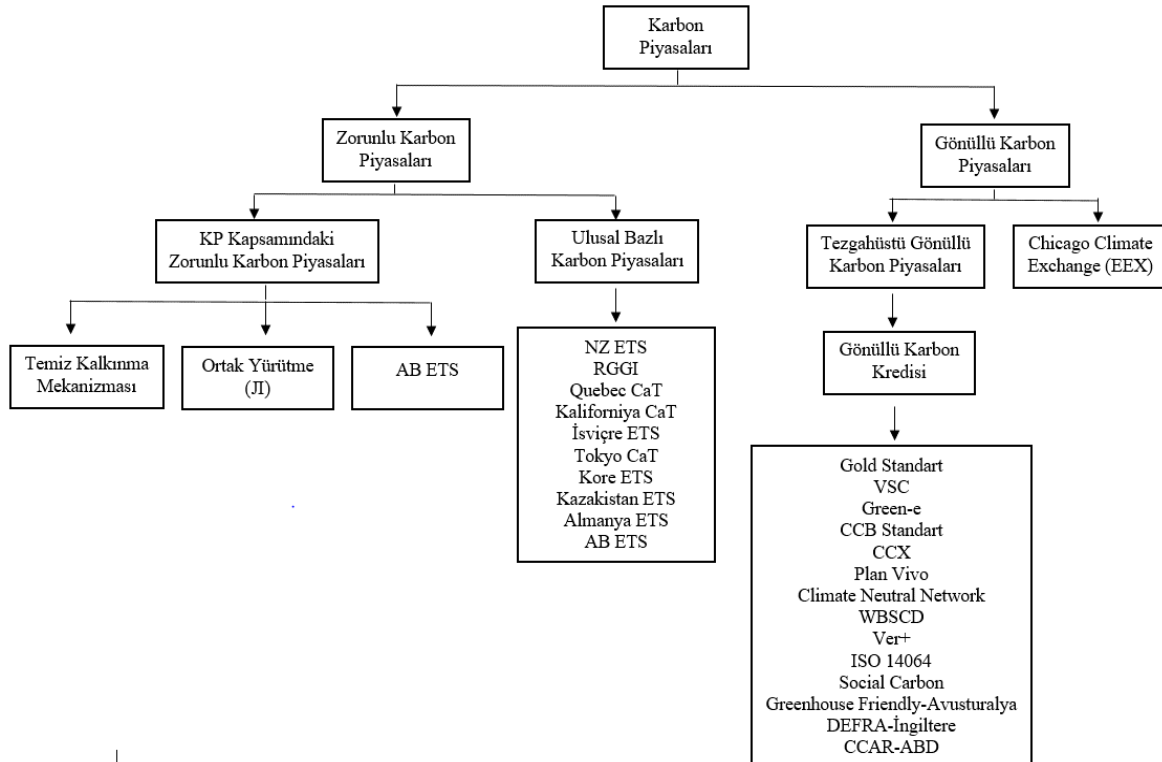 Karbon
Piyasaları
Zorunlu Karbon
Piyasaları
Gönüllü Karbon
Piyasaları
KP Kapsamındaki
Zorunlu Karbon Piyasaları
Ulusal Bazlı
Karbon Piyasaları
Tezgahüstü Gönüllü
Karbon Piyasaları
Chicago Climate
Exchange (EEX)
Temiz Kalkınma
Mekanizması
Ortak Yürütme
(JI)
AB ETS
NZ ETS
RGGI
Quebec CaT
Kaliforniya CaT
İsviçre ETS
Tokyo CaT
Kore ETS
Kazakistan ETS
Almanya ETS
AB ETS
Gönüllü Karbon
Kredisi
Gold Standart
VSC
Green-e
CCB Standart
CCX
Plan Vivo
Climate Neutral Network
WBSCD
Ver+
ISO 14064
Social Carbon
Greenhouse Friendly-Avusturalya
DEFRA-İngiltere
CCAR-ABD